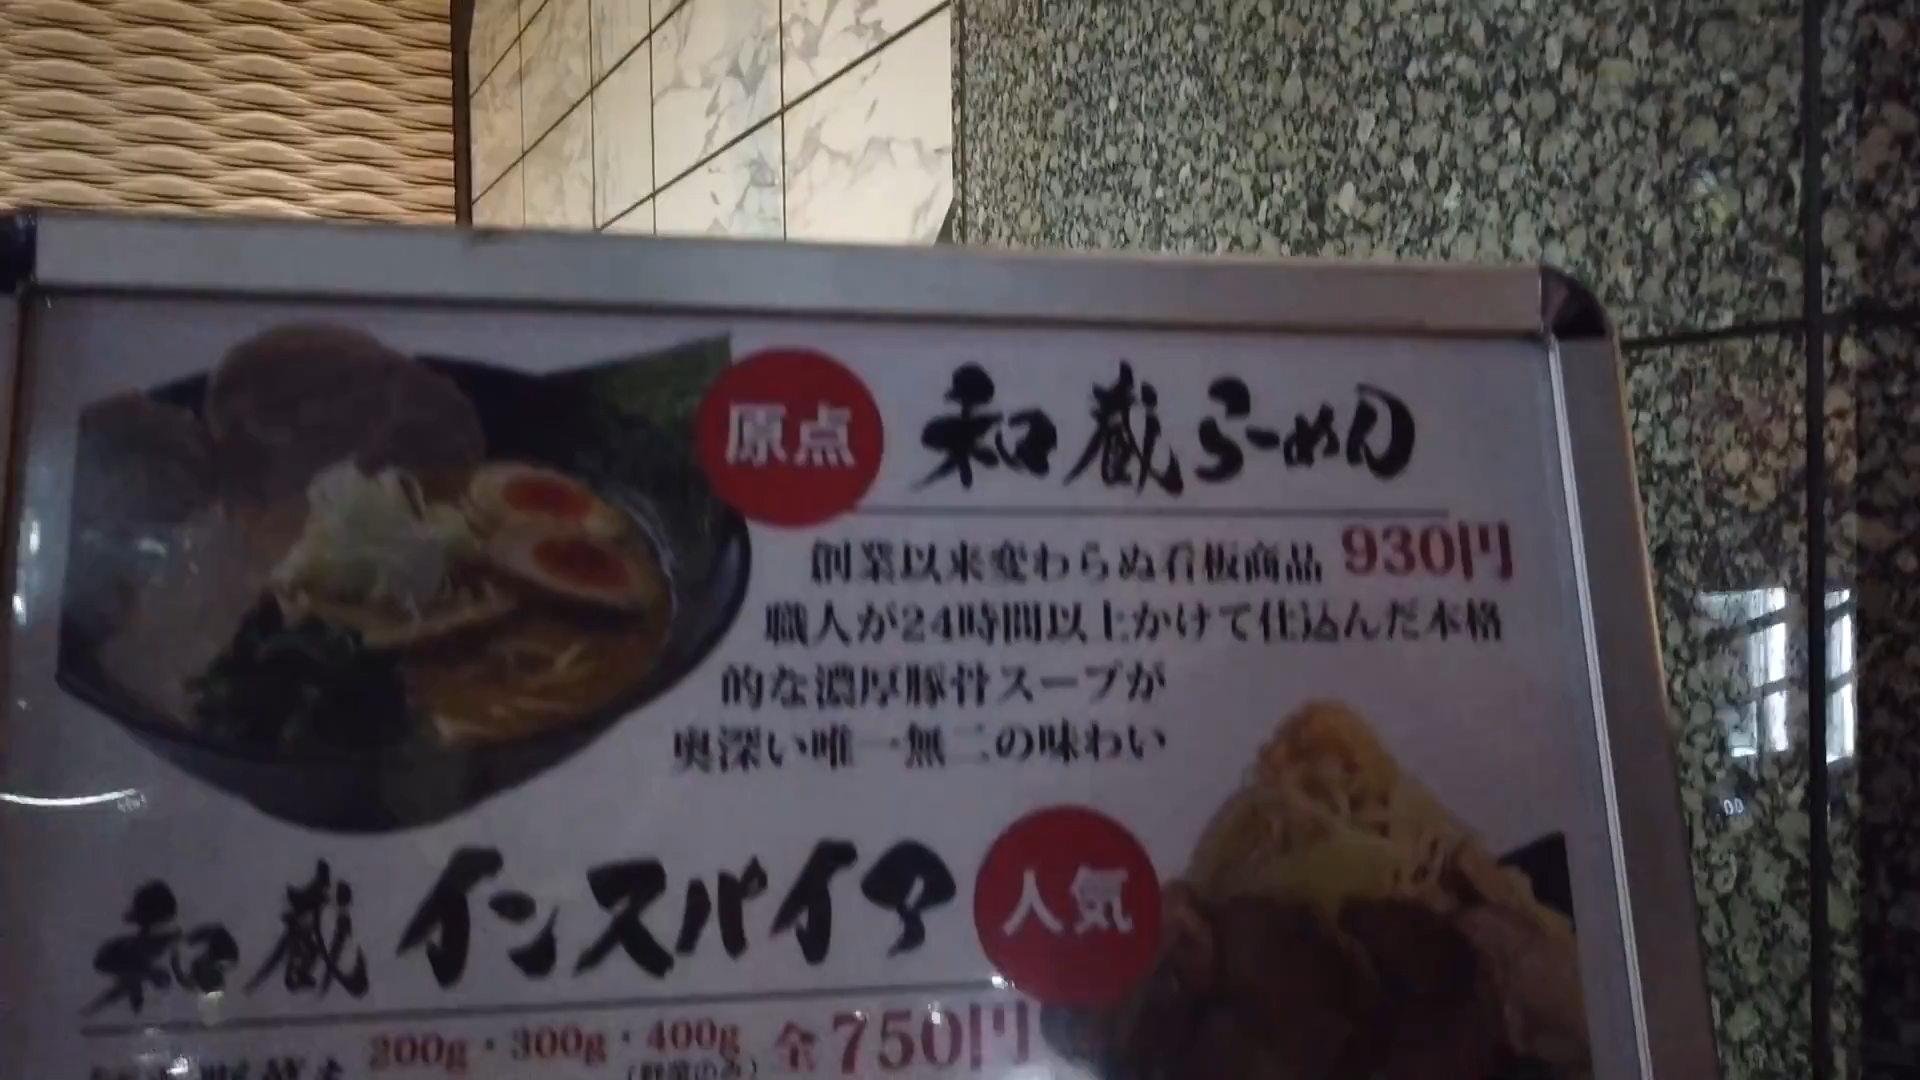 原点 和蔵らーめん
創業以来変わらぬ看板商品 930円
職人が24時間以上かけて仕込んだ本格
的な濃厚豚骨スープが
奥深い唯一無二の味わい
和蔵インスパイア 人気
200g・300g・400g 全750円